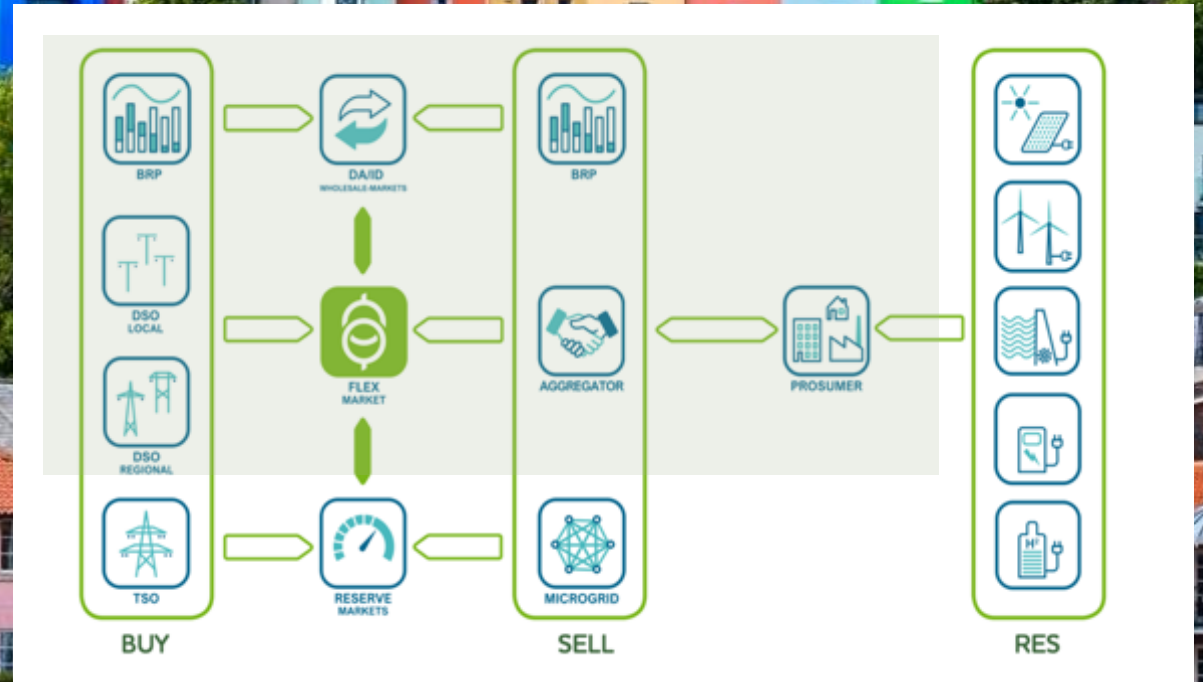 BRP
DA/ID
WHOLESALE-MARKETS
BRP
DSO
LOCAL
FLEX
MARKET
AGGREGATOR
PROSUMER
DSO
REGIONAL
TSO
RESERVE
MARKETS
MICROGRID
H²
BUY
SELL
RES